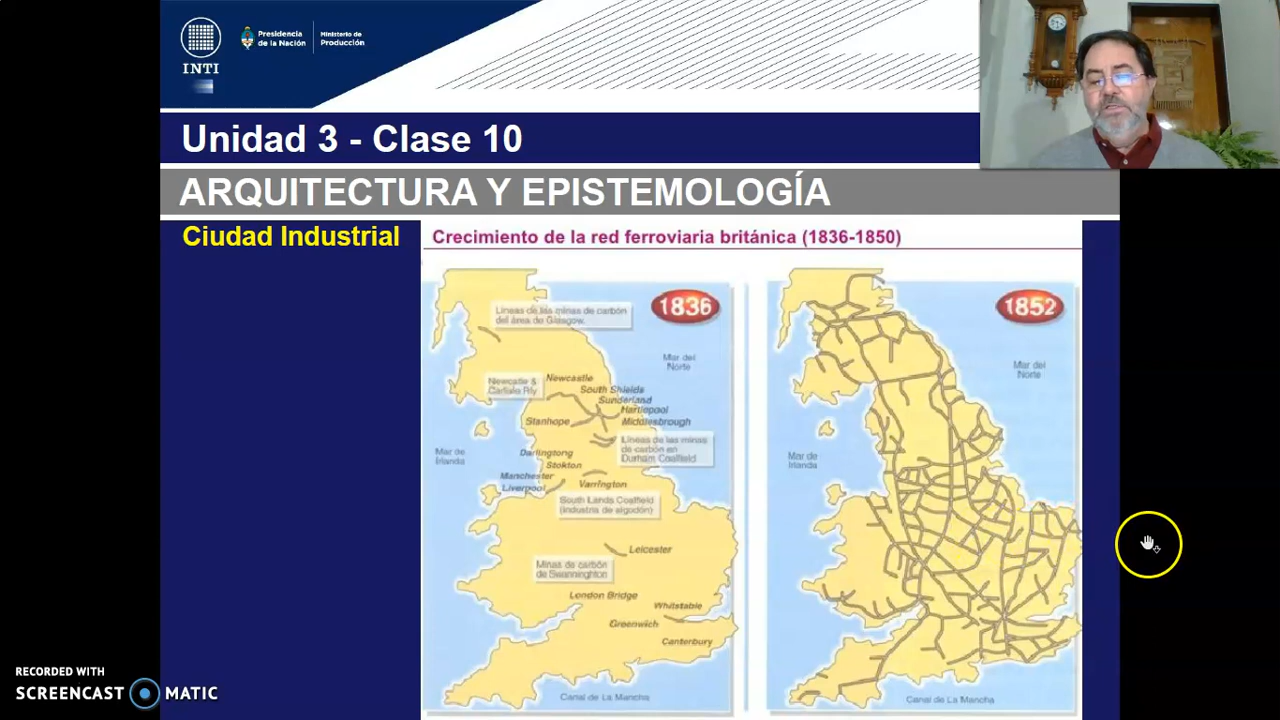 INTI
Presidencia
de la Nación
Ministerio de
Producción
Unidad 3 - Clase 10
ARQUITECTURA Y EPISTEMOLOGÍA
Ciudad Industrial
Crecimiento de la red ferroviaria británica (1836-1850)
1836
Líneas de las minas de carbón
del área de Glasgow.
Mar del
Norte
Newcastle &
Carlisle Rly
Newcastle
South Shields
Sunderland
Hartlepool
Stanhope
Middlesbrough
Líneas de las minas
de carbón en
Durham Coalfield
Mar de
Irlanda
Darlingtong
Stokton
Manchester
Liverpool
Varrington
South Lands Coalfield
(industria de algodón)
Leicester
Minas de carbón
de Swanninghton
London Bridge
Whitstable
Greenwich
Canterbury
Canal de La Mancha
1852
Mar del
Norte
Mar de
Irlanda
Canal de La Mancha
RECORDED WITH
SCREENCAST MATIC